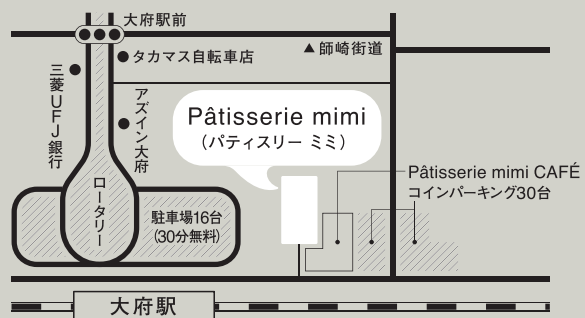 大府駅前
タカマス自転車店
▲師崎街道
三菱UFJ銀行
アズイン大府
Pâtisserie mimi
（パティスリー ミミ）
Pâtisserie mimi CAFÉ
コインパーキング30台
ロータリー
駐車場16台
（30分無料）
大府駅